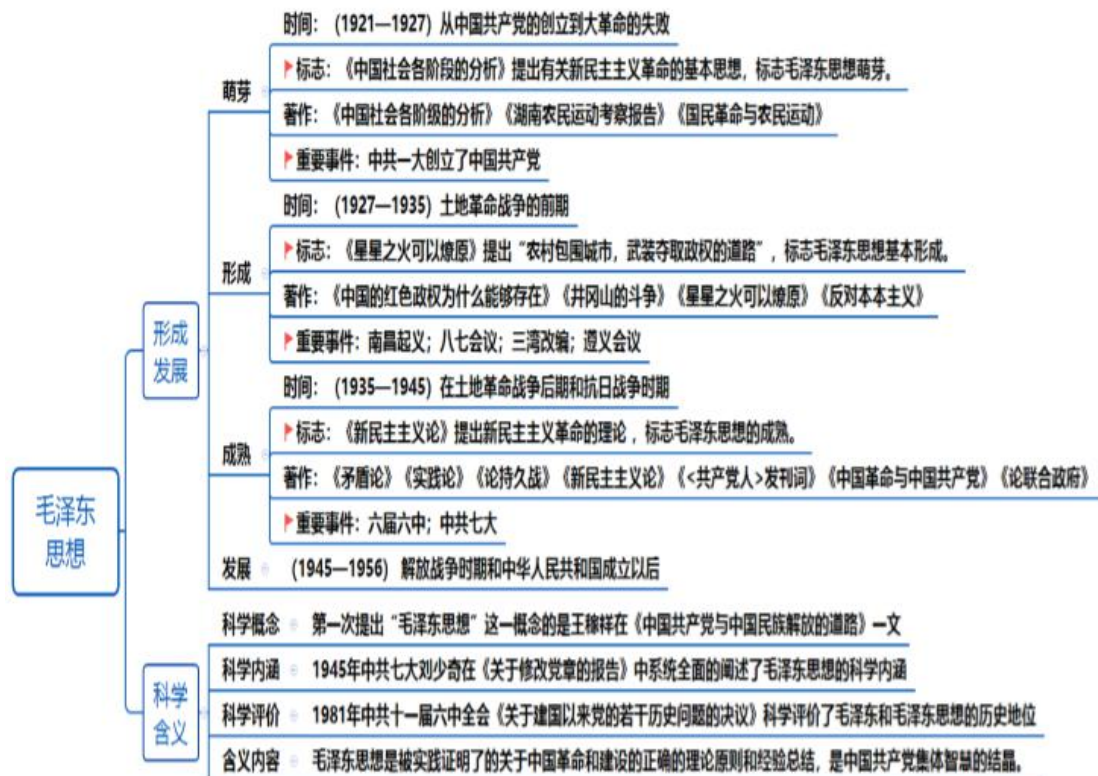 毛泽东
思想
形成
发展
萌芽
时间：(1921—1927) 从中国共产党的创立到大革命的失败
标志：《中国社会各阶段的分析》提出有关新民主主义革命的基本思想，标志毛泽东思想萌芽。
著作：《中国社会各阶级的分析》《湖南农民运动考察报告》《国民革命与农民运动》
重要事件：中共一大创立了中国共产党
形成
时间：(1927—1935) 土地革命战争的前期
标志：《星星之火可以燎原》提出“农村包围城市，武装夺取政权的道路”，标志毛泽东思想基本形成。
著作：《中国的红色政权为什么能够存在》《井冈山的斗争》《星星之火可以燎原》《反对本本主义》
重要事件：南昌起义；八七会议；三湾改编；遵义会议
成熟
时间：(1935—1945) 在土地革命战争后期和抗日战争时期
标志：《新民主主义论》提出新民主主义革命的理论，标志毛泽东思想的成熟。
著作：《矛盾论》《实践论》《论持久战》《新民主主义论》《<共产党人>发刊词》《中国革命与中国共产党》《论联合政府》
重要事件：六届六中；中共七大
发展 (1945—1956) 解放战争时期和中华人民共和国成立以后
科学
含义
科学概念 第一次提出“毛泽东思想”这一概念的是王稼祥在《中国共产党与中国民族解放的道路》一文
科学内涵 1945年中共七大刘少奇在《关于修改党章的报告》中系统全面的阐述了毛泽东思想的科学内涵
科学评价 1981年中共十一届六中全会《关于建国以来党的若干历史问题的决议》科学评价了毛泽东和毛泽东思想的历史地位
含义内容 毛泽东思想是被实践证明了的关于中国革命和建设的正确的理论原则和经验总结，是中国共产党集体智慧的结晶。